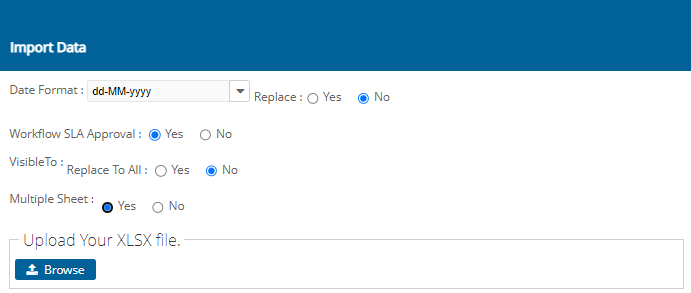 Import Data
Date Format : dd-MM-yyyy Replace : Yes No
Workflow SLA Approval : Yes No
VisibleTo : Replace To All : Yes No
Multiple Sheet : Yes No
Upload Your XLSX file.
Browse